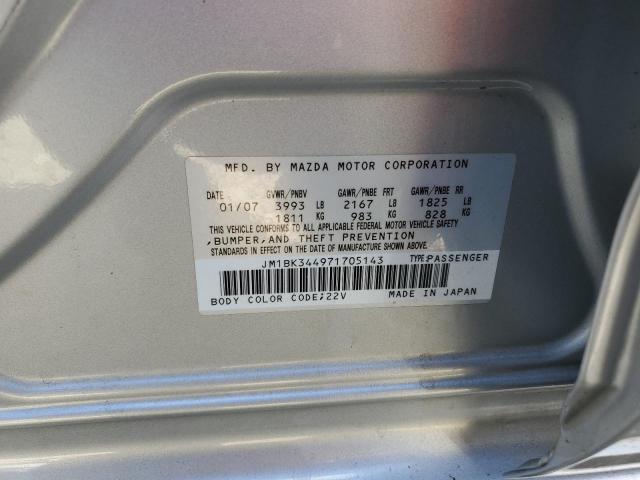 MFD. BY MAZDA MOTOR CORPORATION
DATE GVWR/PNBV GAWR/PNBE FRT GAWR/PNBE RR
01/07 3993 LB 2167 LB 1825 LB
1811 KG 983 KG 828 KG
THIS VEHICLE CONFORMS TO ALL APPLICABLE FEDERAL MOTOR VEHICLE SAFETY
,BUMPER,AND THEFT PREVENTION
STANDARDS IN EFFECT ON THE DATE OF MANUFACTURE SHOWN ABOVE.
JM1BK344971705143 TYPE:PASSENGER
BODY COLOR CODE;22V MADE IN JAPAN